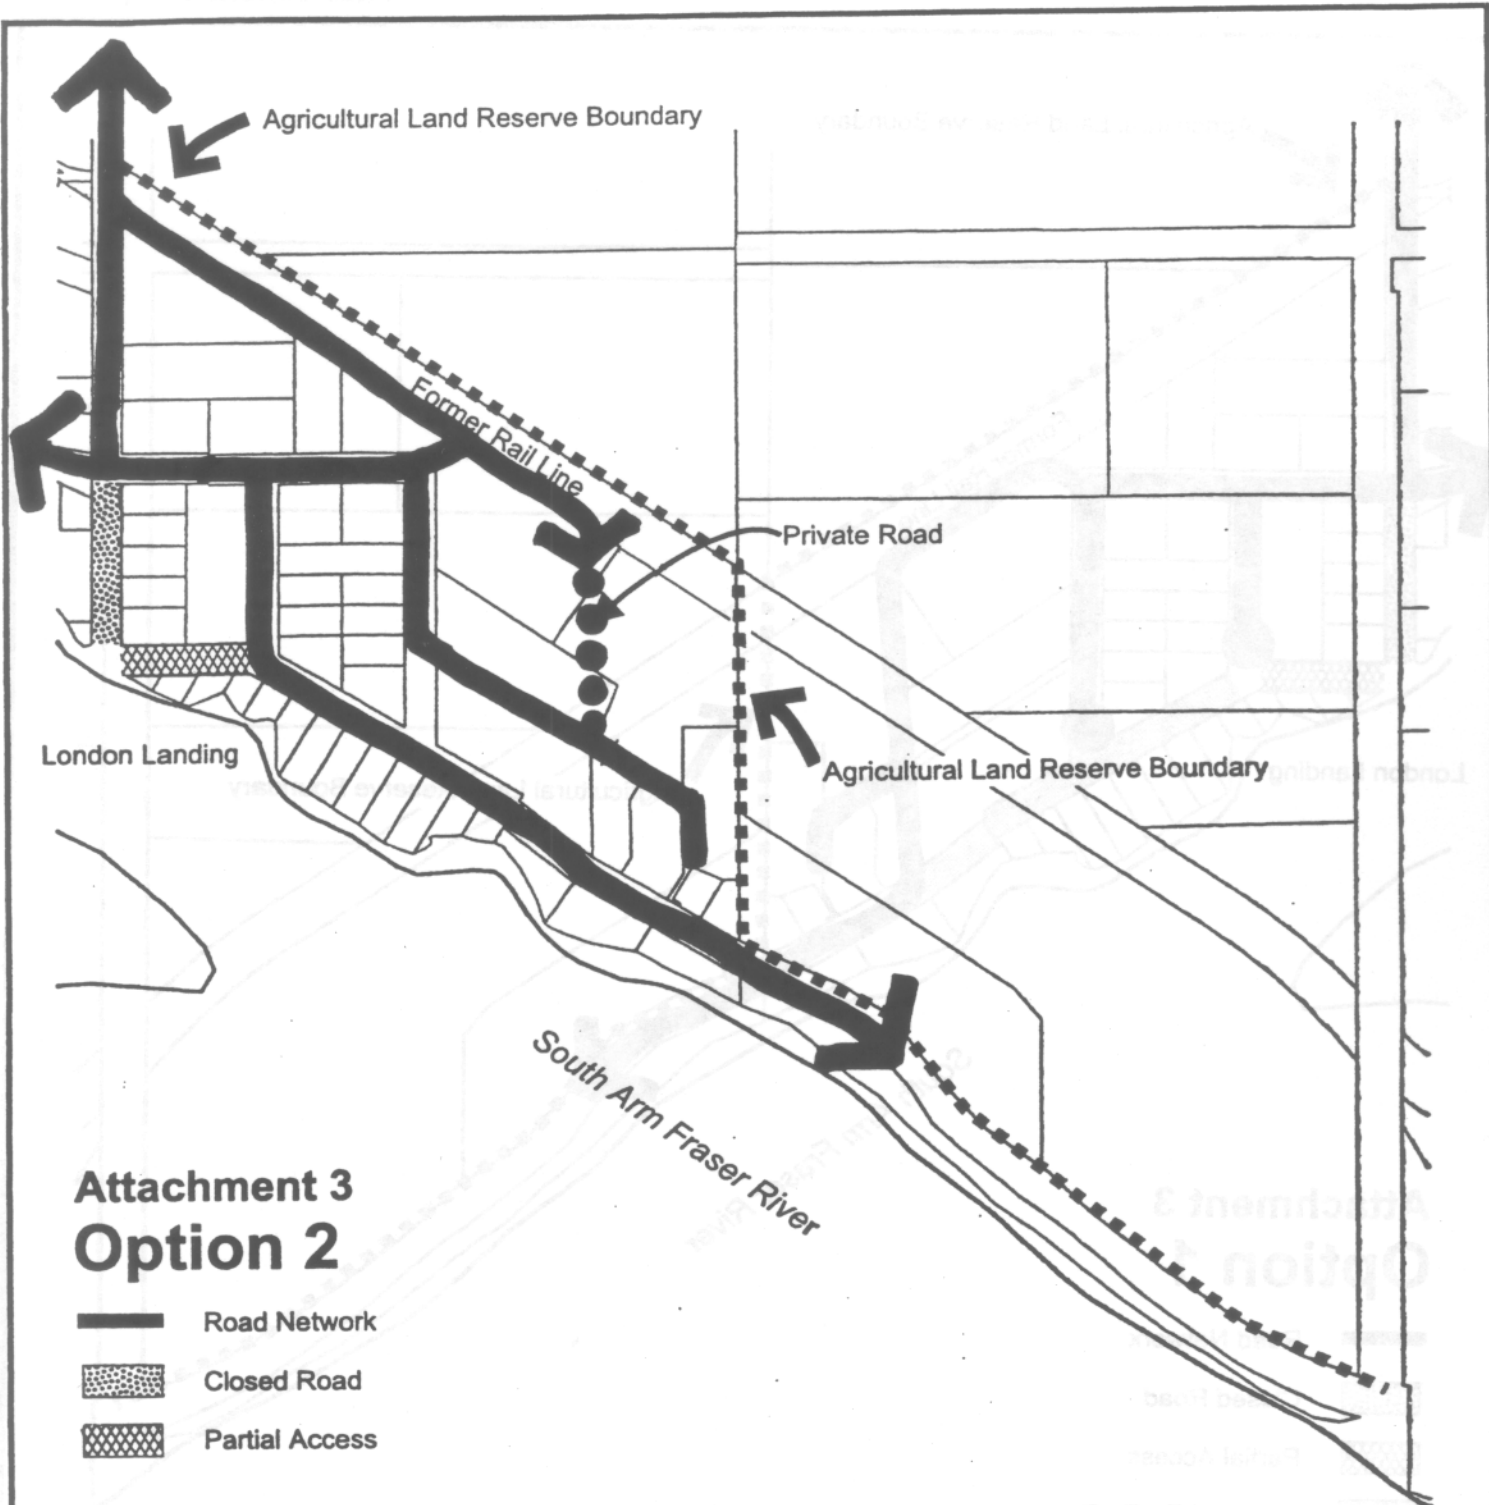 Agricultural Land Reserve Boundary
Former Rail Line
Private Road
London Landing
Agricultural Land Reserve Boundary
South Arm Fraser River
Attachment 3
Option 2
Road Network
Closed Road
Partial Access